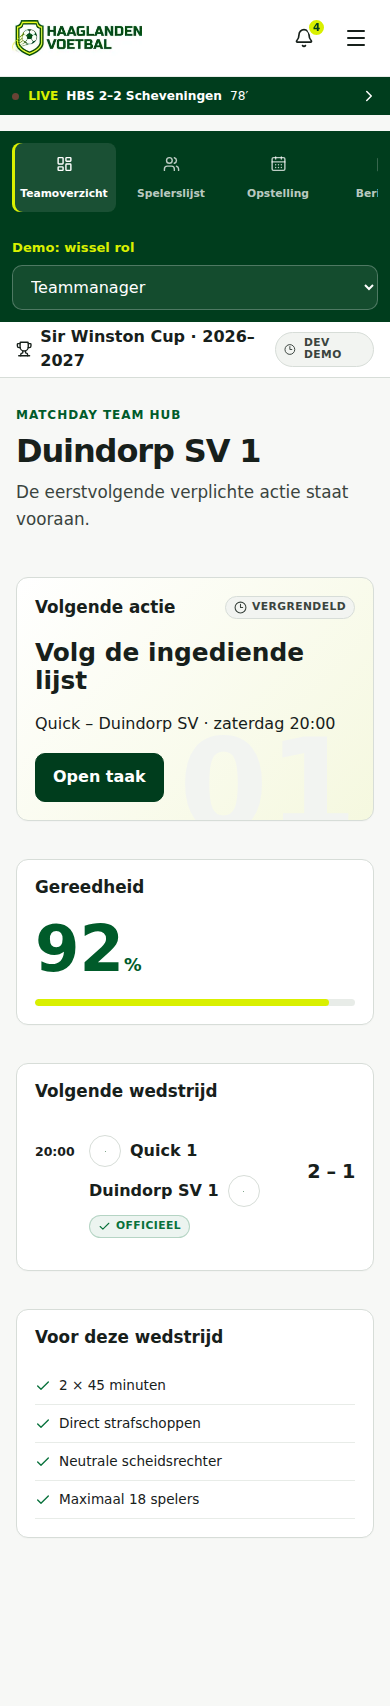 HAAGLANDEN
VOETBAL
4
LIVE HBS 2–2 Scheveningen 78'
Teamoverzicht Spelerslijst Opstelling Beri
Demo: wissel rol
Teammanager
Sir Winston Cup · 2026–
2027
DEV
DEMO
MATCHDAY TEAM HUB
Duindorp SV 1
De eerstvolgende verplichte actie staat
vooraan.
Volgende actie
VERGRENDELD
Volg de ingediende
lijst
Quick – Duindorp SV · zaterdag 20:00
Open taak
01
Gereedheid
92%
Volgende wedstrijd
20:00 Quick 1
2 – 1
Duindorp SV 1
OFFICIEEL
Voor deze wedstrijd
2 × 45 minuten
Direct strafschoppen
Neutrale scheidsrechter
Maximaal 18 spelers